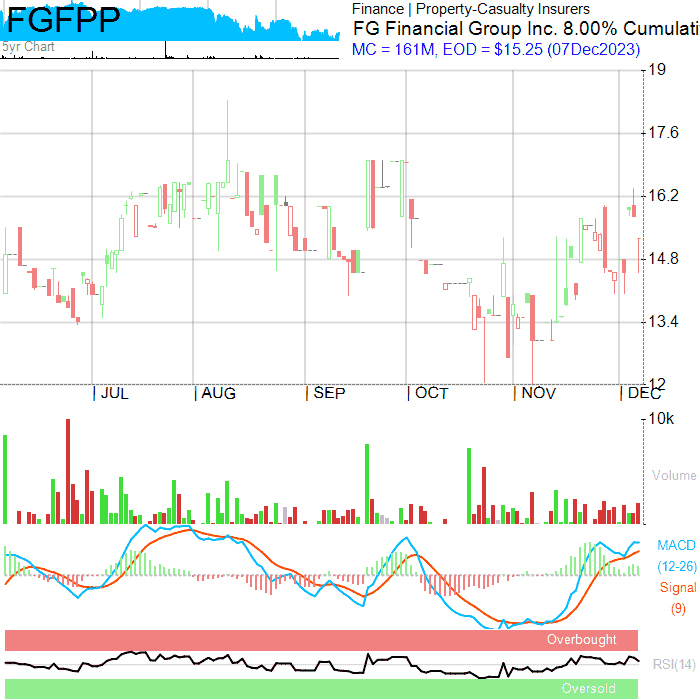 FGFPP
5yr Chart
Finance | Property-Casualty Insurers
FG Financial Group Inc. 8.00% Cumulati
MC = 161M, EOD = $15.25 (07Dec2023)
19
17.6
16.2
14.8
13.4
12
| JUL | AUG | SEP | OCT | NOV | DEC
10k
Volume
MACD
(12-26)
Signal
(9)
Overbought
RSI(14)
Oversold